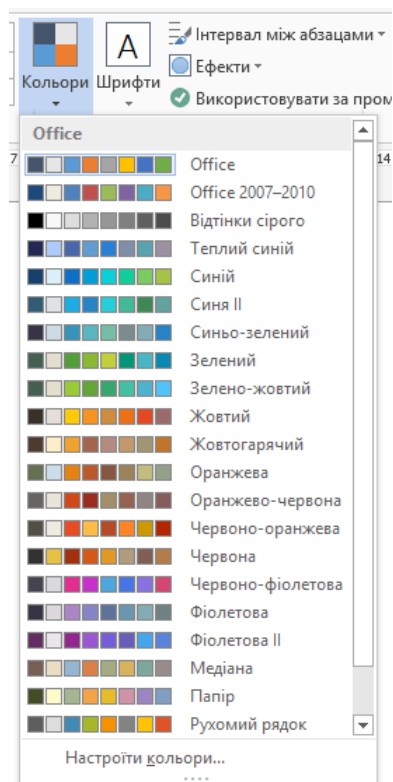 Інтервал між абзацами
А
Ефекти
Кольори Шрифти
Використовувати за пром
Office
7
14
Office
Office 2007–2010
Відтінки сірого
Теплий синій
Синій
Синя II
Синьо-зелений
Зелений
Зелено-жовтий
Жовтий
Жовтогарячий
Оранжева
Оранжево-червона
Червоно-оранжева
Червона
Червоно-фіолетова
Фіолетова
Фіолетова II
Медіана
Папір
Рухомий рядок
Настроїти кольори...